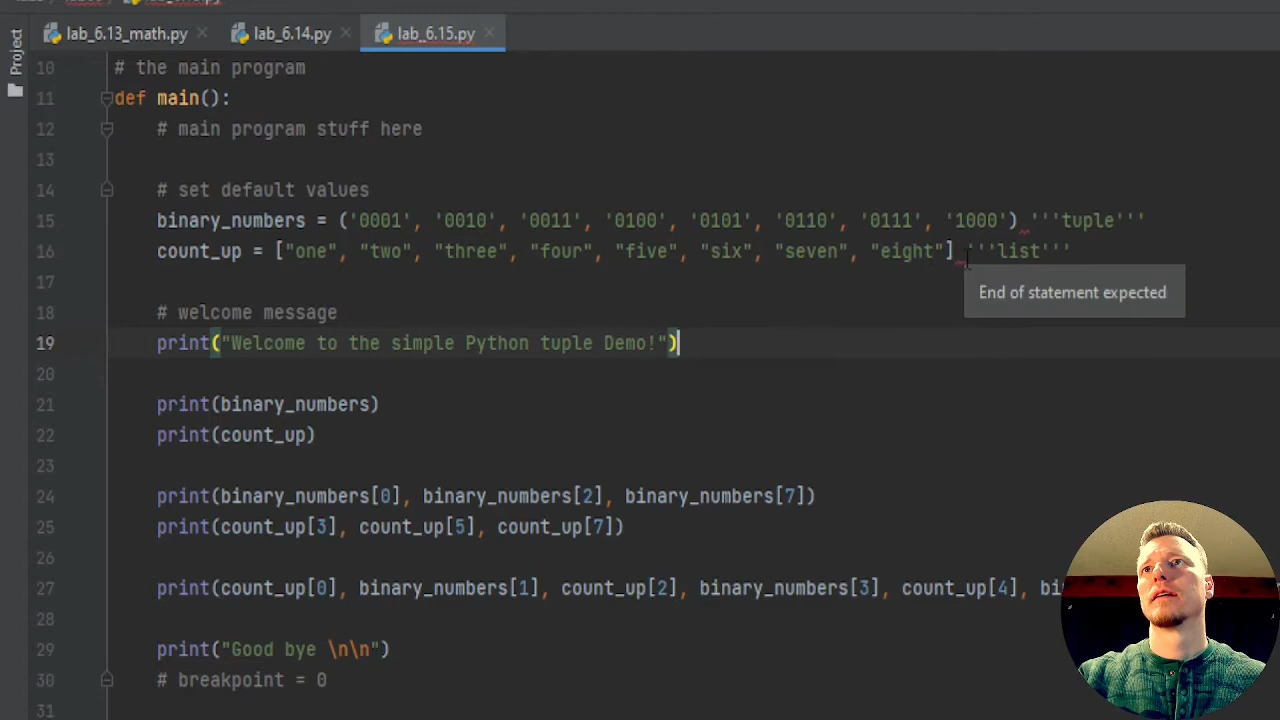 Project
lab_6.13_math.py
lab_6.14.py
lab_6.15.py
10 # the main program
11 def main():
12 # main program stuff here
13
14 # set default values
15 binary_numbers = ('0001', '0010', '0011', '0100', '0101', '0110', '0111', '1000') '''tuple'''
16 count_up = ["one", "two", "three", "four", "five", "six", "seven", "eight"] '''list'''
17
End of statement expected
18 # welcome message
19 print("Welcome to the simple Python tuple Demo!")
20
21 print(binary_numbers)
22 print(count_up)
23
24 print(binary_numbers[0], binary_numbers[2], binary_numbers[7])
25 print(count_up[3], count_up[5], count_up[7])
26
27 print(count_up[0], binary_numbers[1], count_up[2], binary_numbers[3], count_up[4], bi
28
29 print("Good bye \n\n")
30 # breakpoint = 0
31